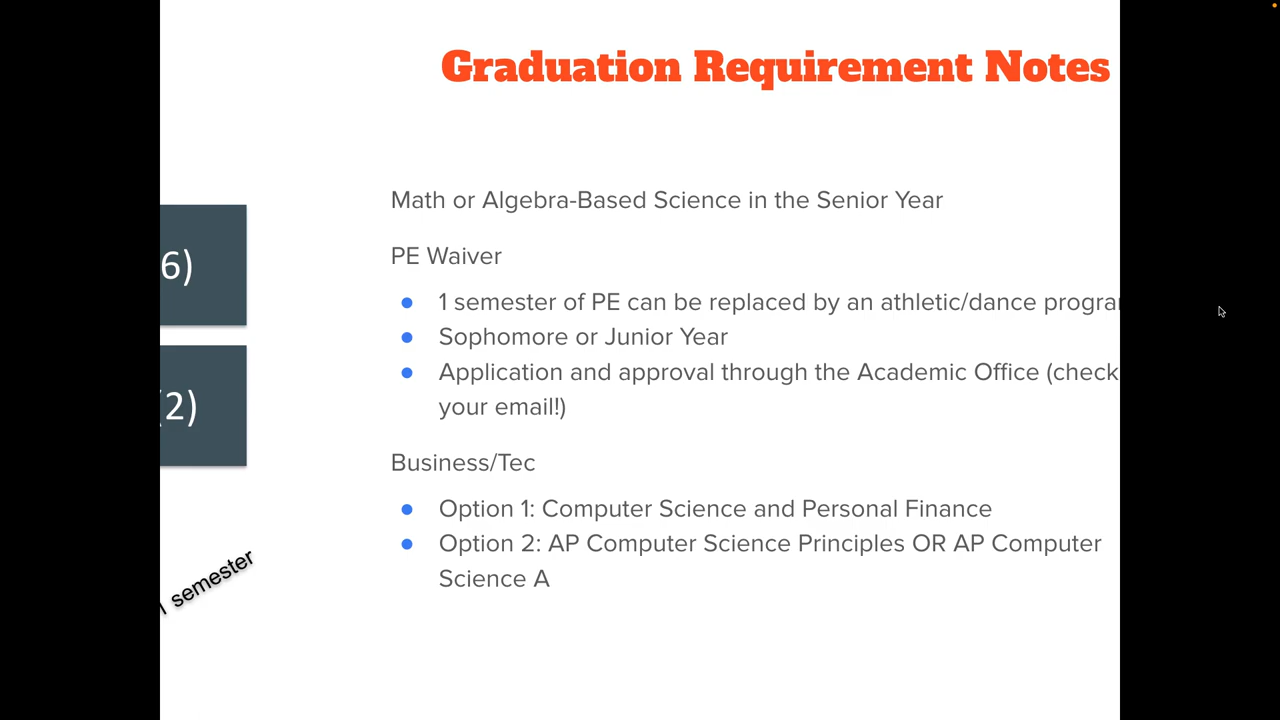 Graduation Requirement Notes
Math or Algebra-Based Science in the Senior Year
PE Waiver
1 semester of PE can be replaced by an athletic/dance
Sophomore or Junior Year
Application and approval through the Academic Office (check
your email!)
Business/Tec
Option 1: Computer Science and Personal Finance
Option 2: AP Computer Science Principles OR AP Computer
Science A
6)
(2)
1 semester